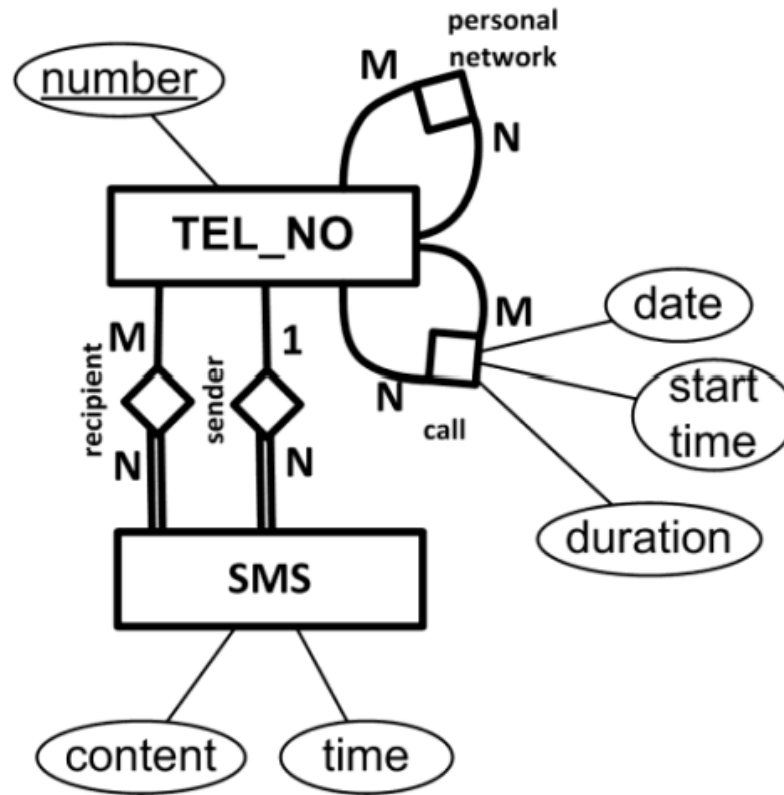 personal
network
M
number
N
TEL_NO
date
M
M
1
start
time
recipient
sender
N
call
N
N
duration
SMS
content
time